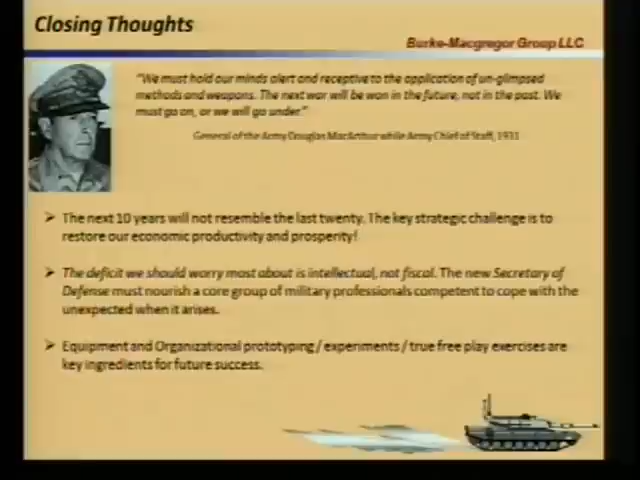 Closing Thoughts
Burke-Macgregor Group LLC
"We must hold our minds alert and receptive to the application of un-glimpsed
methods and weapons. The next war will be won in the future, not in the past. We
must go on, or we will go under."
General of the Army Douglas MacArthur while Army Chief of Staff, 1931
➢ The next 10 years will not resemble the last twenty. The key strategic challenge is to
restore our economic productivity and prosperity!
➢ The deficit we should worry most about is intellectual, not fiscal. The new Secretary of
Defense must nourish a core group of military professionals competent to cope with the
unexpected when it arises.
➢ Equipment and Organizational prototyping / experiments / true free play exercises are
key ingredients for future success.